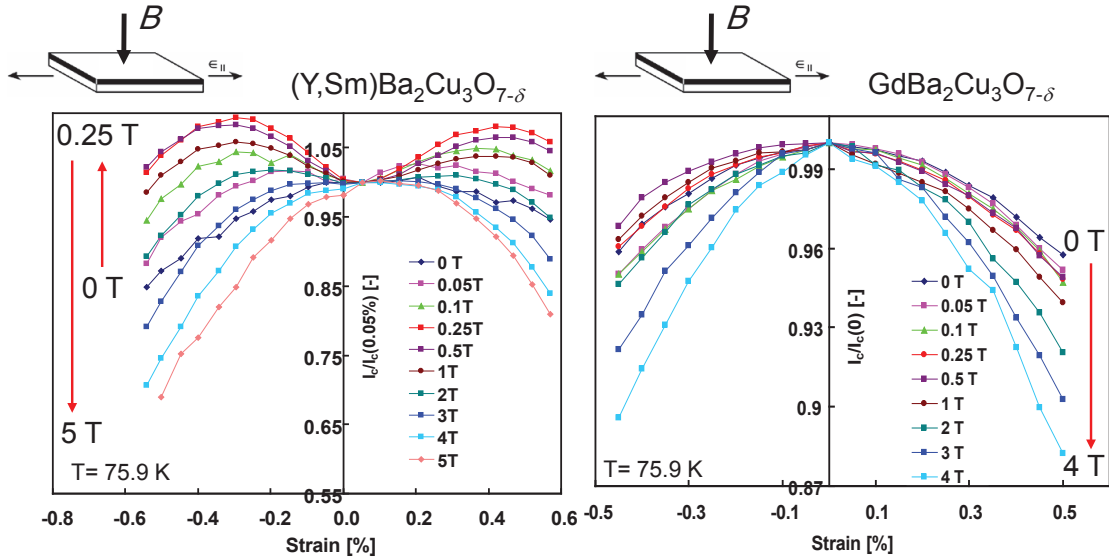 B
ϵ_II
(Y,Sm)Ba2Cu3O7-δ
0.25 T
0 T
5 T
T= 75.9 K
1.05
0.95
0.85
0.75
0.65
0.55
Ic/Ic(0.05%) [-]
0 T
0.05T
0.1T
0.25T
0.5T
1T
2T
3T
4T
5T
-0.8 -0.6 -0.4 -0.2 0.0 0.2 0.4 0.6
Strain [%]
B
ϵ_II
GdBa2Cu3O7-δ
0.99
0.96
0.93
0.9
0.87
Ic/Ic(0) [-]
0 T
0.05 T
0.1 T
0.25 T
0.5 T
1 T
2 T
3 T
4 T
0 T
4 T
T= 75.9 K
-0.5 -0.3 -0.1 0.1 0.3 0.5
Strain [%]